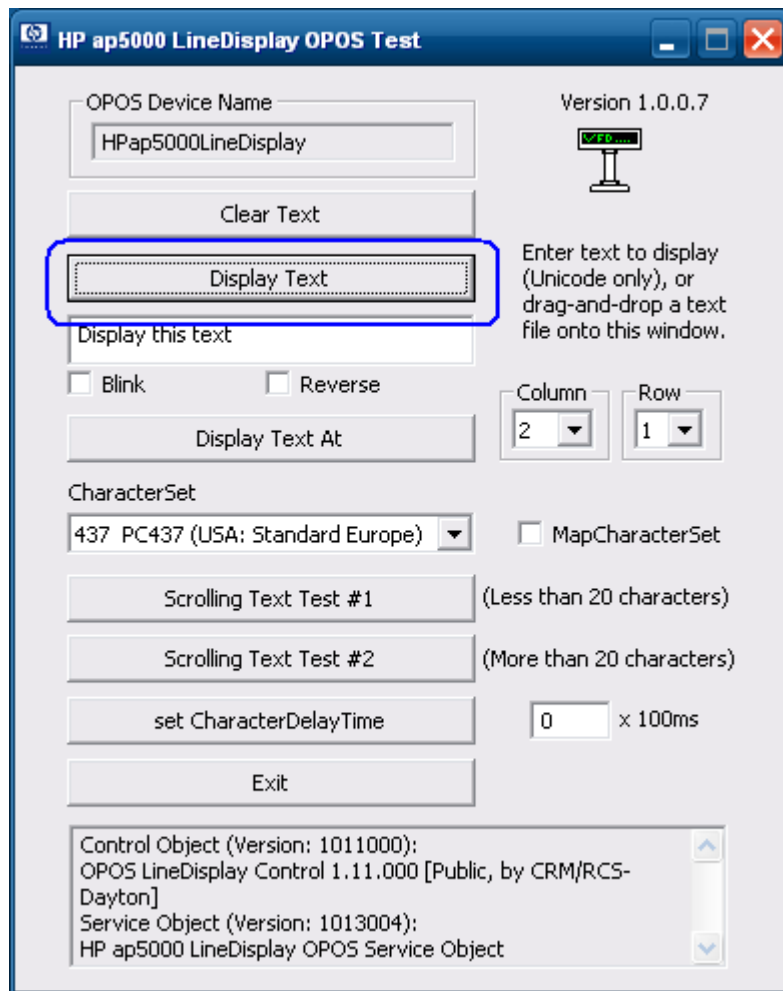 HP ap5000 LineDisplay OPOS Test
OPOS Device Name
Version 1.0.0.7
HPap5000LineDisplay
VFD....
Clear Text
Display Text
Enter text to display
(Unicode only), or
drag-and-drop a text
file onto this window.
Display this text
Blink
Reverse
Column
Row
2
1
Display Text At
CharacterSet
437 PC437 (USA: Standard Europe)
MapCharacterSet
Scrolling Text Test #1
(Less than 20 characters)
Scrolling Text Test #2
(More than 20 characters)
set CharacterDelayTime
0
x 100ms
Exit
Control Object (Version: 1011000):
OPOS LineDisplay Control 1.11.000 [Public, by CRM/RCS-
Dayton]
Service Object (Version: 1013004):
HP ap5000 LineDisplay OPOS Service Object